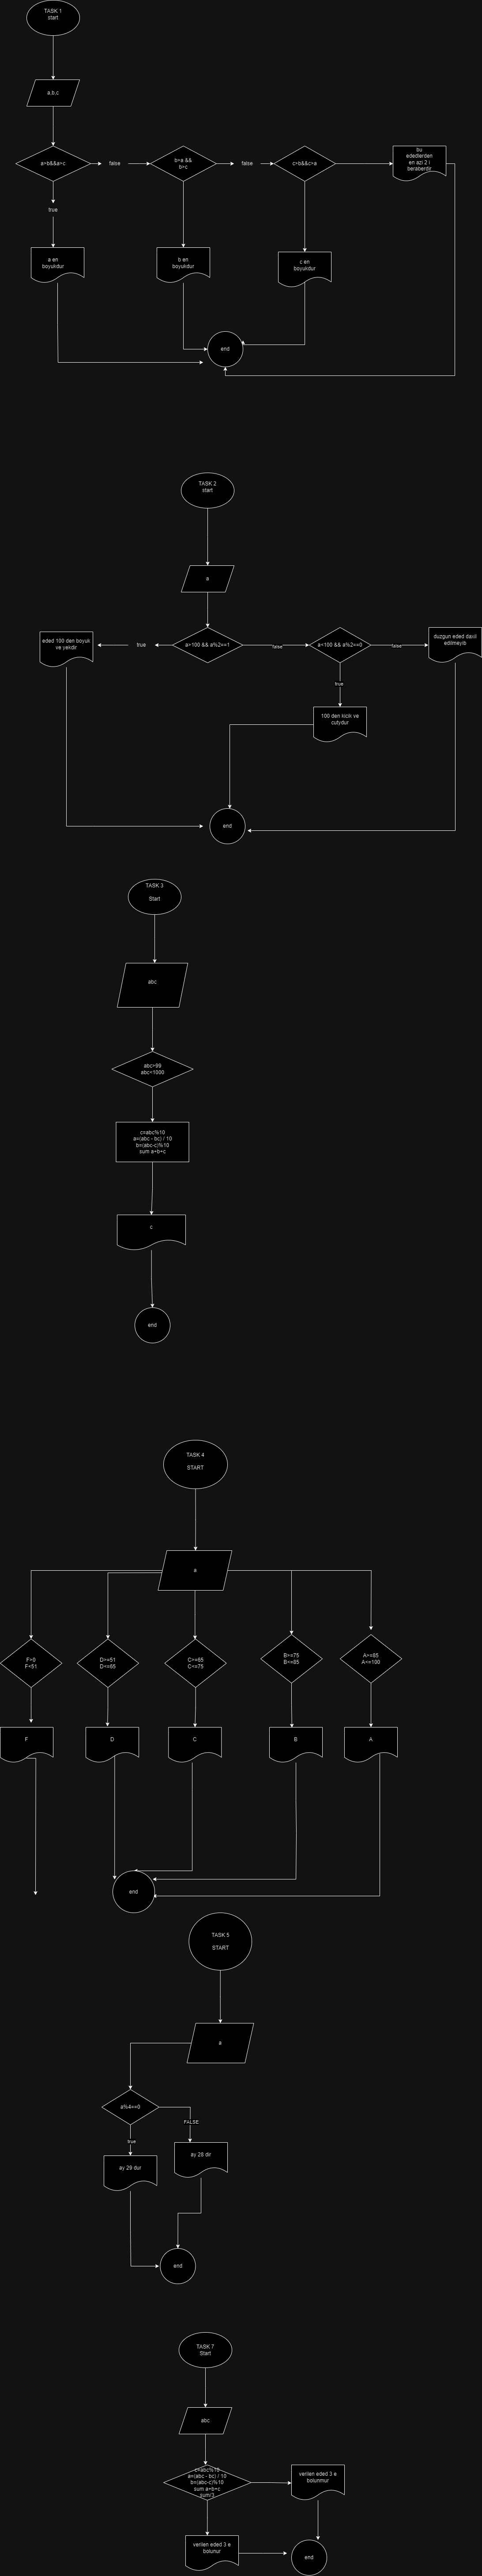 TASK 1
start
a,b,c
a>b&&a>c
false
b>a &&
b>c
false
c>b&&c>a
bu
ededlerden
en azi 2 i
beraberdir
true
a en
boyukdur
b en
boyukdur
c en
boyukdur
end
TASK 2
start
a
eded 100 den boyuk
ve yekdir
true
a>100 && a%2==1
false
a<100 && a%2==0
false
duzgun eded daxil
edilmeyib
true
100 den kicik ve
cutydur
end
TASK 3
Start
abc
abc>99
abc<1000
c=abc%10
a=(abc - bc) / 10
b=(abc-c)%10
sum a+b+c
c
end
TASK 4
START
a
F>0
F<51
D>=51
D<=65
C>=65
C<=75
B>=75
B<=85
A>=85
A<=100
F
D
C
B
A
end
TASK 5
START
a
a%4==0
FALSE
true
ay 29 dur
ay 28 dir
end
TASK 7
Start
abc
c=abc%10
a=(abc - bc) / 10
b=(abc-c)%10
sum a+b+c
sum/3
verilen eded 3 e
bolunmur
verilen eded 3 e
bolunur
end